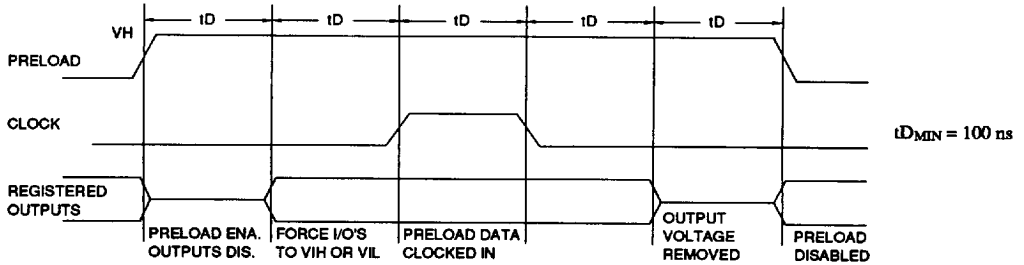 tD tD tD tD tD
VH
PRELOAD
CLOCK
tDMIN = 100 ns
REGISTERED
OUTPUTS
PRELOAD ENA.
OUTPUTS DIS.
FORCE I/O'S
TO VIH OR VIL
PRELOAD DATA
CLOCKED IN
OUTPUT
VOLTAGE
REMOVED
PRELOAD
DISABLED